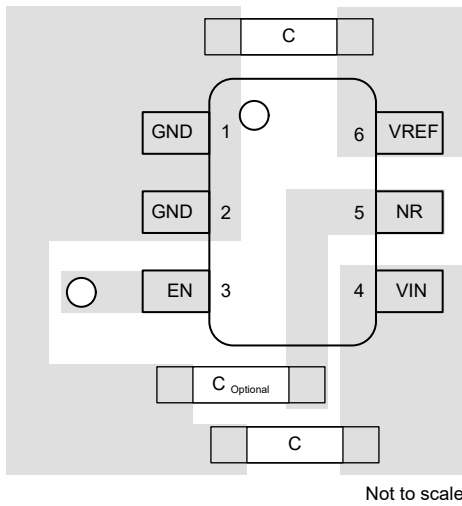 C
GND 1 6 VREF
GND 2 5 NR
EN 3 4 VIN
C Optional
C
Not to scale